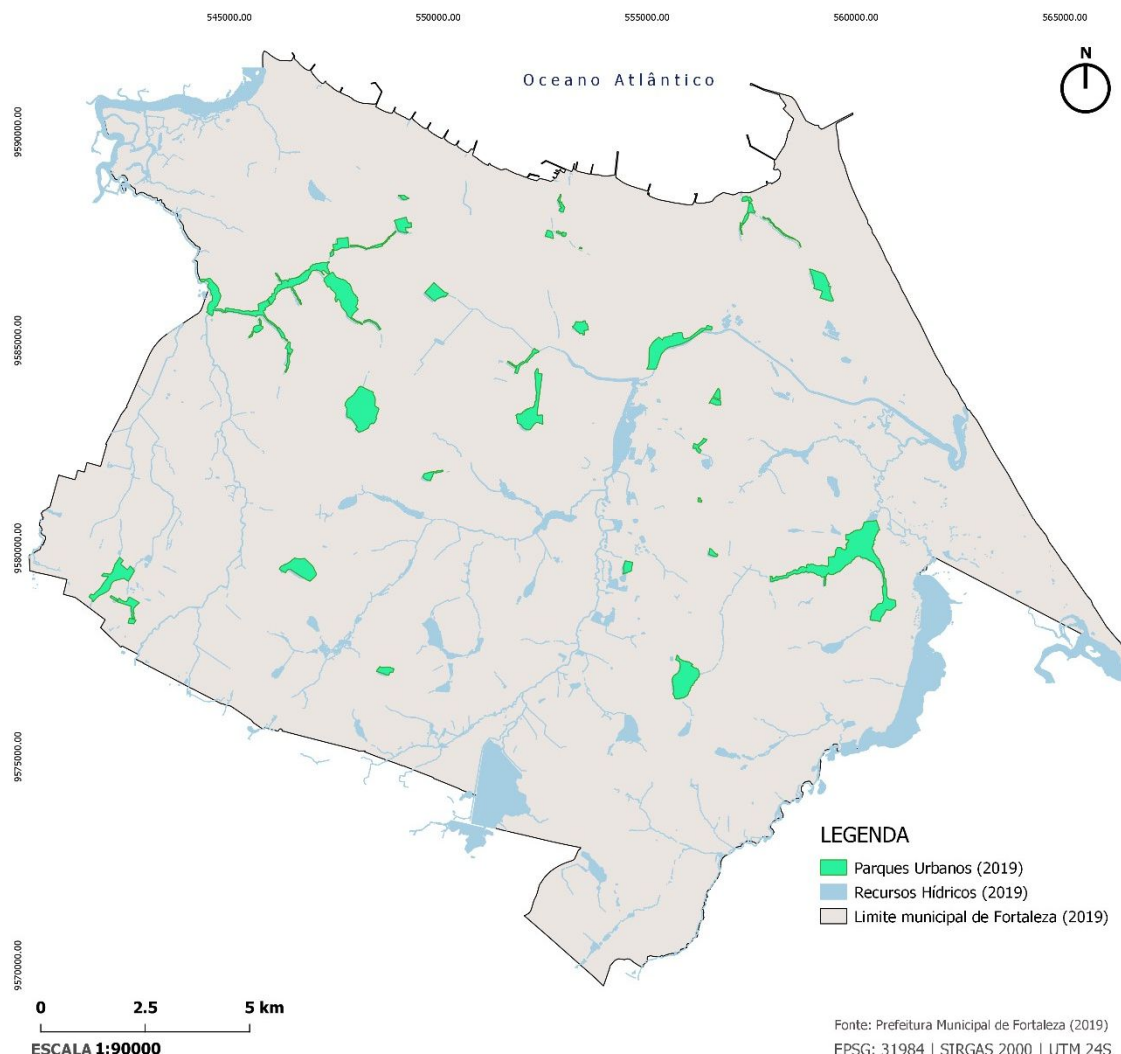 545000.00 550000.00 555000.00 560000.00 565000.00
N
Oceano Atlântico
9590000.00
9585000.00
9580000.00
9575000.00
9570000.00
LEGENDA
Parques Urbanos (2019)
Recursos Hídricos (2019)
Limite municipal de Fortaleza (2019)
0 2.5 5 km
ESCALA 1:90000
Fonte: Prefeitura Municipal de Fortaleza (2019)
EPSG: 31984 | SIRGAS 2000 | UTM 24S